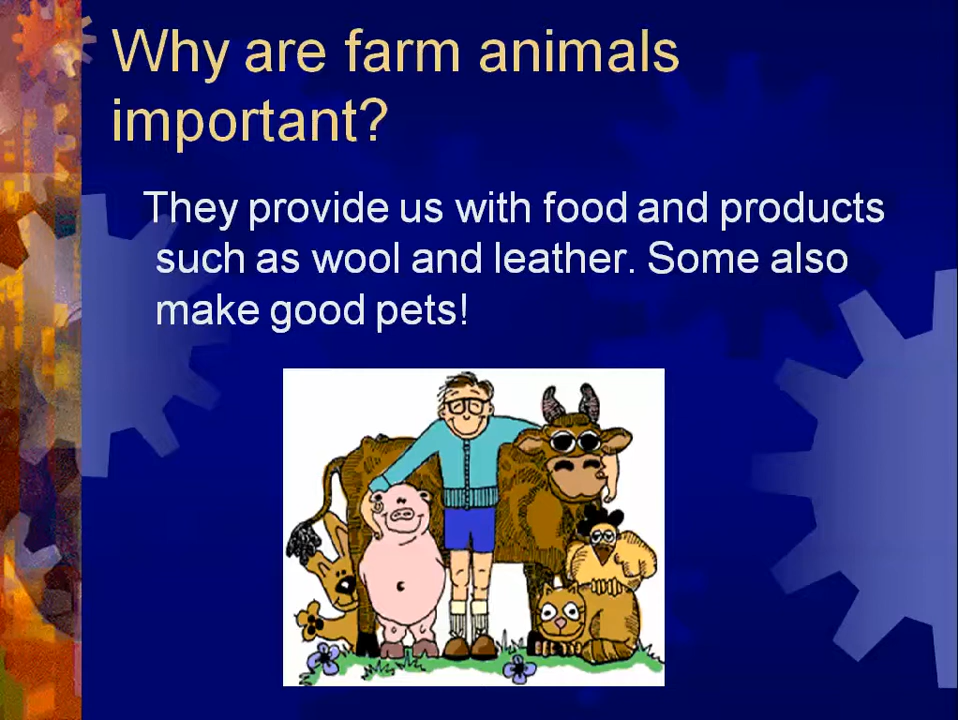 Why are farm animals
important?
They provide us with food and products
such as wool and leather. Some also
make good pets!